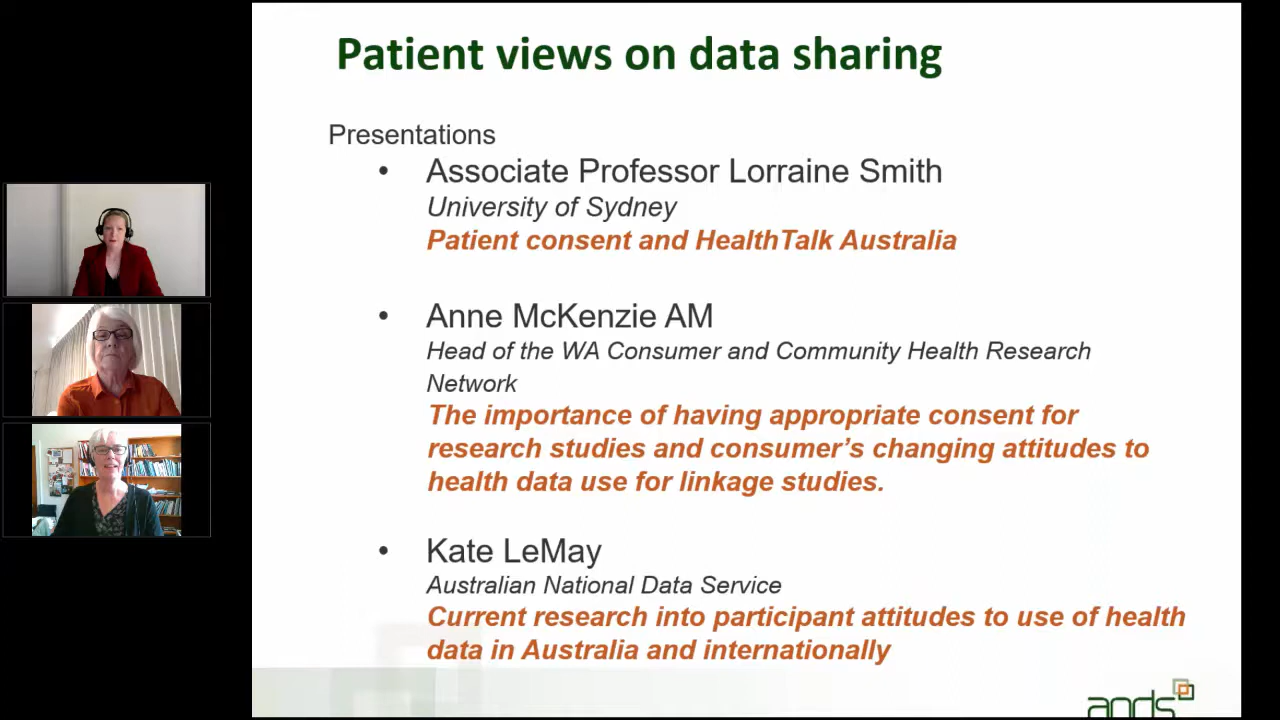 Patient views on data sharing
Presentations
• Associate Professor Lorraine Smith
University of Sydney
Patient consent and HealthTalk Australia
• Anne McKenzie AM
Head of the WA Consumer and Community Health Research
Network
The importance of having appropriate consent for
research studies and consumer's changing attitudes to
health data use for linkage studies.
• Kate LeMay
Australian National Data Service
Current research into participant attitudes to use of health
data in Australia and internationally
ands